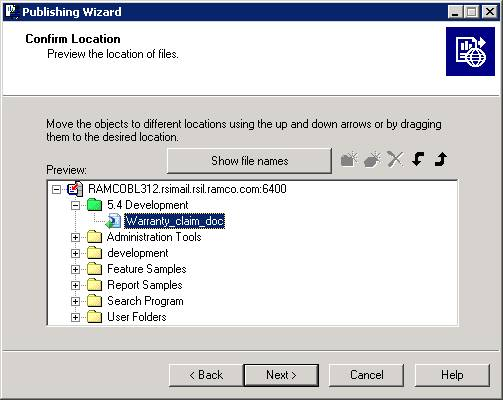 Publishing Wizard
Confirm Location
Preview the location of files.
Move the objects to different locations using the up and down arrows or by dragging
them to the desired location.
Preview:
Show file names
RAMCOBL312.rsimail.rsil.ramco.com:6400
5.4 Development
Warranty_claim_doc
Administration Tools
development
Feature Samples
Report Samples
Search Program
User Folders
< Back
Next >
Cancel
Help